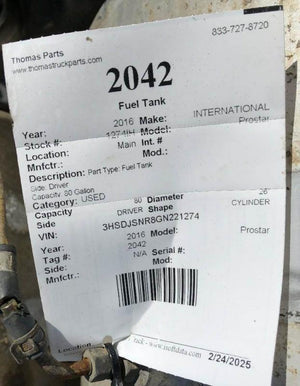 Thomas Parts
www.thomastruckparts.com
833-727-8720
2042
Fuel Tank
Year: 2016 Make: INTERNATIONAL
Stock #: 1274IH Model: Prostar
Location: Main Int. #
Mnfctr.: Mod.:
Description: Part Type: Fuel Tank
Side: Driver
Capacity: 80 Gallon
Category: USED
Capacity 80 Diameter 26
Side DRIVER Shape CYLINDER
VIN: 3HSDJSNR8GN221274
Year: 2016 Model: Prostar
Tag #: 2042
Side: N/A Serial #:
Mnfctr.: Mod:
Location
2/24/2025